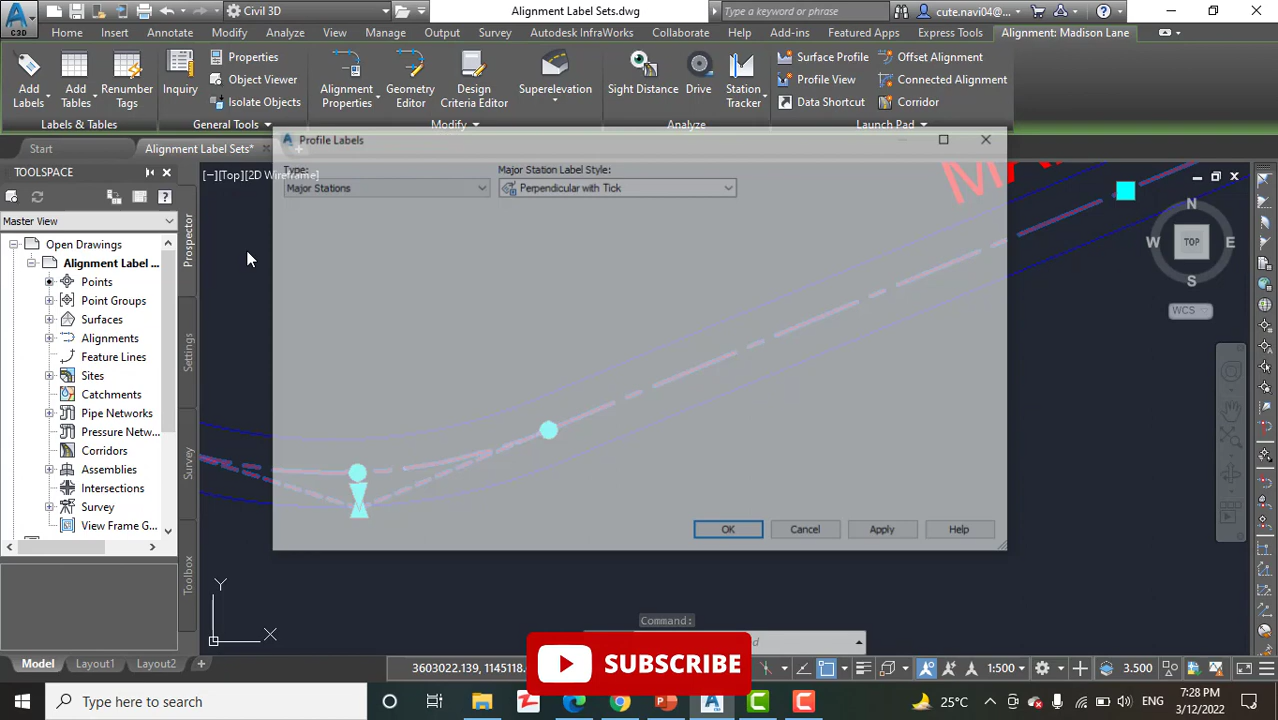 A
C3D
Civil 3D
Alignment Label Sets.dwg
Type a keyword or phrase
cute.navi04@...
Home Insert Annotate Modify Analyze View Manage Output Survey Autodesk InfraWorks Collaborate Help Add-ins Featured Apps Express Tools Alignment: Madison Lane
Add Labels
Add Tables
Renumber Tags
Labels & Tables
Inquiry
Properties
Object Viewer
Isolate Objects
General Tools
Alignment Properties
Geometry Editor
Design Criteria Editor
Superelevation
Modify
Sight Distance
Drive
Station Tracker
Analyze
Surface Profile
Profile View
Data Shortcut
Offset Alignment
Connected Alignment
Corridor
Launch Pad
Start
Alignment Label Sets*
TOOLSPACE
Master View
Open Drawings
Alignment Label ...
Points
Point Groups
Surfaces
Alignments
Feature Lines
Sites
Catchments
Pipe Networks
Pressure Netw...
Corridors
Assemblies
Intersections
Survey
View Frame G...
Prospector
Settings
Survey
Toolbox
[−][Top][2D Wireframe]
Profile Labels
Type:
Major Stations
Major Station Label Style:
Perpendicular with Tick
OK
Cancel
Apply
Help
N
W
TOP
E
S
WCS
Y
X
Command:
SUBSCRIBE
Model
Layout1
Layout2
3603022.139, 1145118.
1:500
3.500
Type here to search
25°C
ENG
7:28 PM
3/12/2022